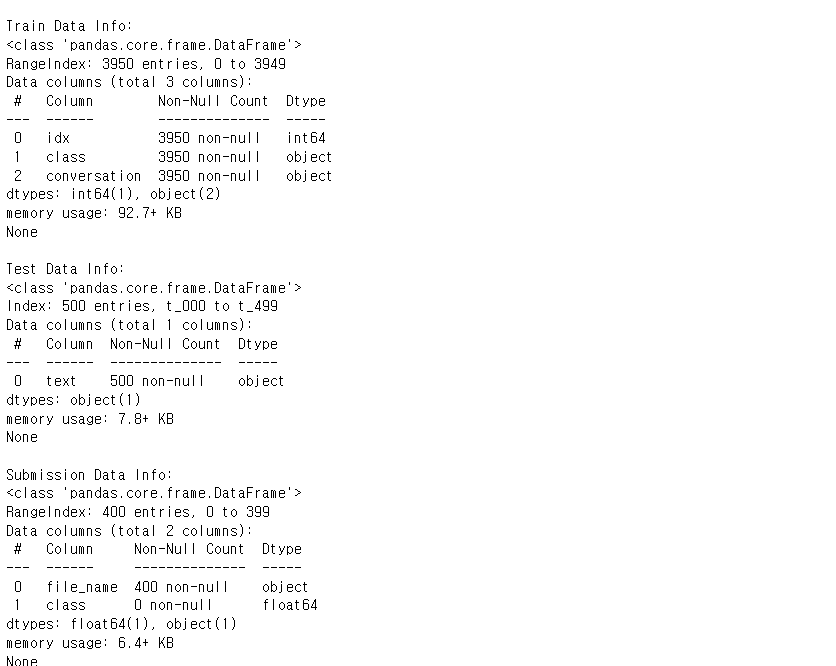 Train Data Info:
<class 'pandas.core.frame.DataFrame'>
RangeIndex: 3950 entries, 0 to 3949
Data columns (total 3 columns):
 #   Column        Non-Null Count  Dtype
---  ------        --------------  -----
 0   idx           3950 non-null   int64
 1   class         3950 non-null   object
 2   conversation  3950 non-null   object
dtypes: int64(1), object(2)
memory usage: 92.7+ KB
None

Test Data Info:
<class 'pandas.core.frame.DataFrame'>
Index: 500 entries, t_000 to t_499
Data columns (total 1 columns):
 #   Column  Non-Null Count  Dtype
---  ------  --------------  -----
 0   text    500 non-null    object
dtypes: object(1)
memory usage: 7.8+ KB
None

Submission Data Info:
<class 'pandas.core.frame.DataFrame'>
RangeIndex: 400 entries, 0 to 399
Data columns (total 2 columns):
 #   Column     Non-Null Count  Dtype
---  ------     --------------  -----
 0   file_name  400 non-null    object
 1   class      0 non-null      float64
dtypes: float64(1), object(1)
memory usage: 6.4+ KB
None